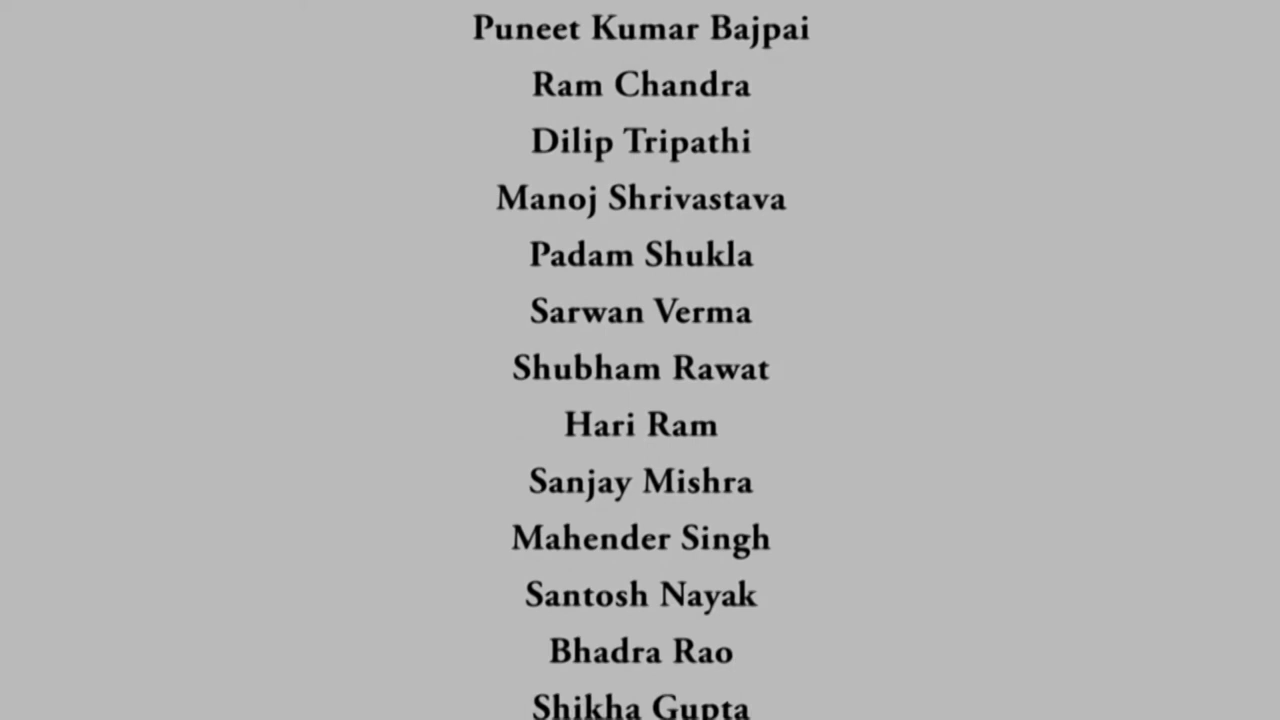 Puneet Kumar Bajpai
Ram Chandra
Dilip Tripathi
Manoj Shrivastava
Padam Shukla
Sarwan Verma
Shubham Rawat
Hari Ram
Sanjay Mishra
Mahender Singh
Santosh Nayak
Bhadra Rao
Shikha Gupta